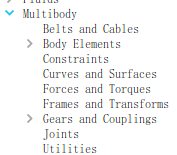 Fluids
Multibody
Belts and Cables
Body Elements
Constraints
Curves and Surfaces
Forces and Torques
Frames and Transforms
Gears and Couplings
Joints
Utilities